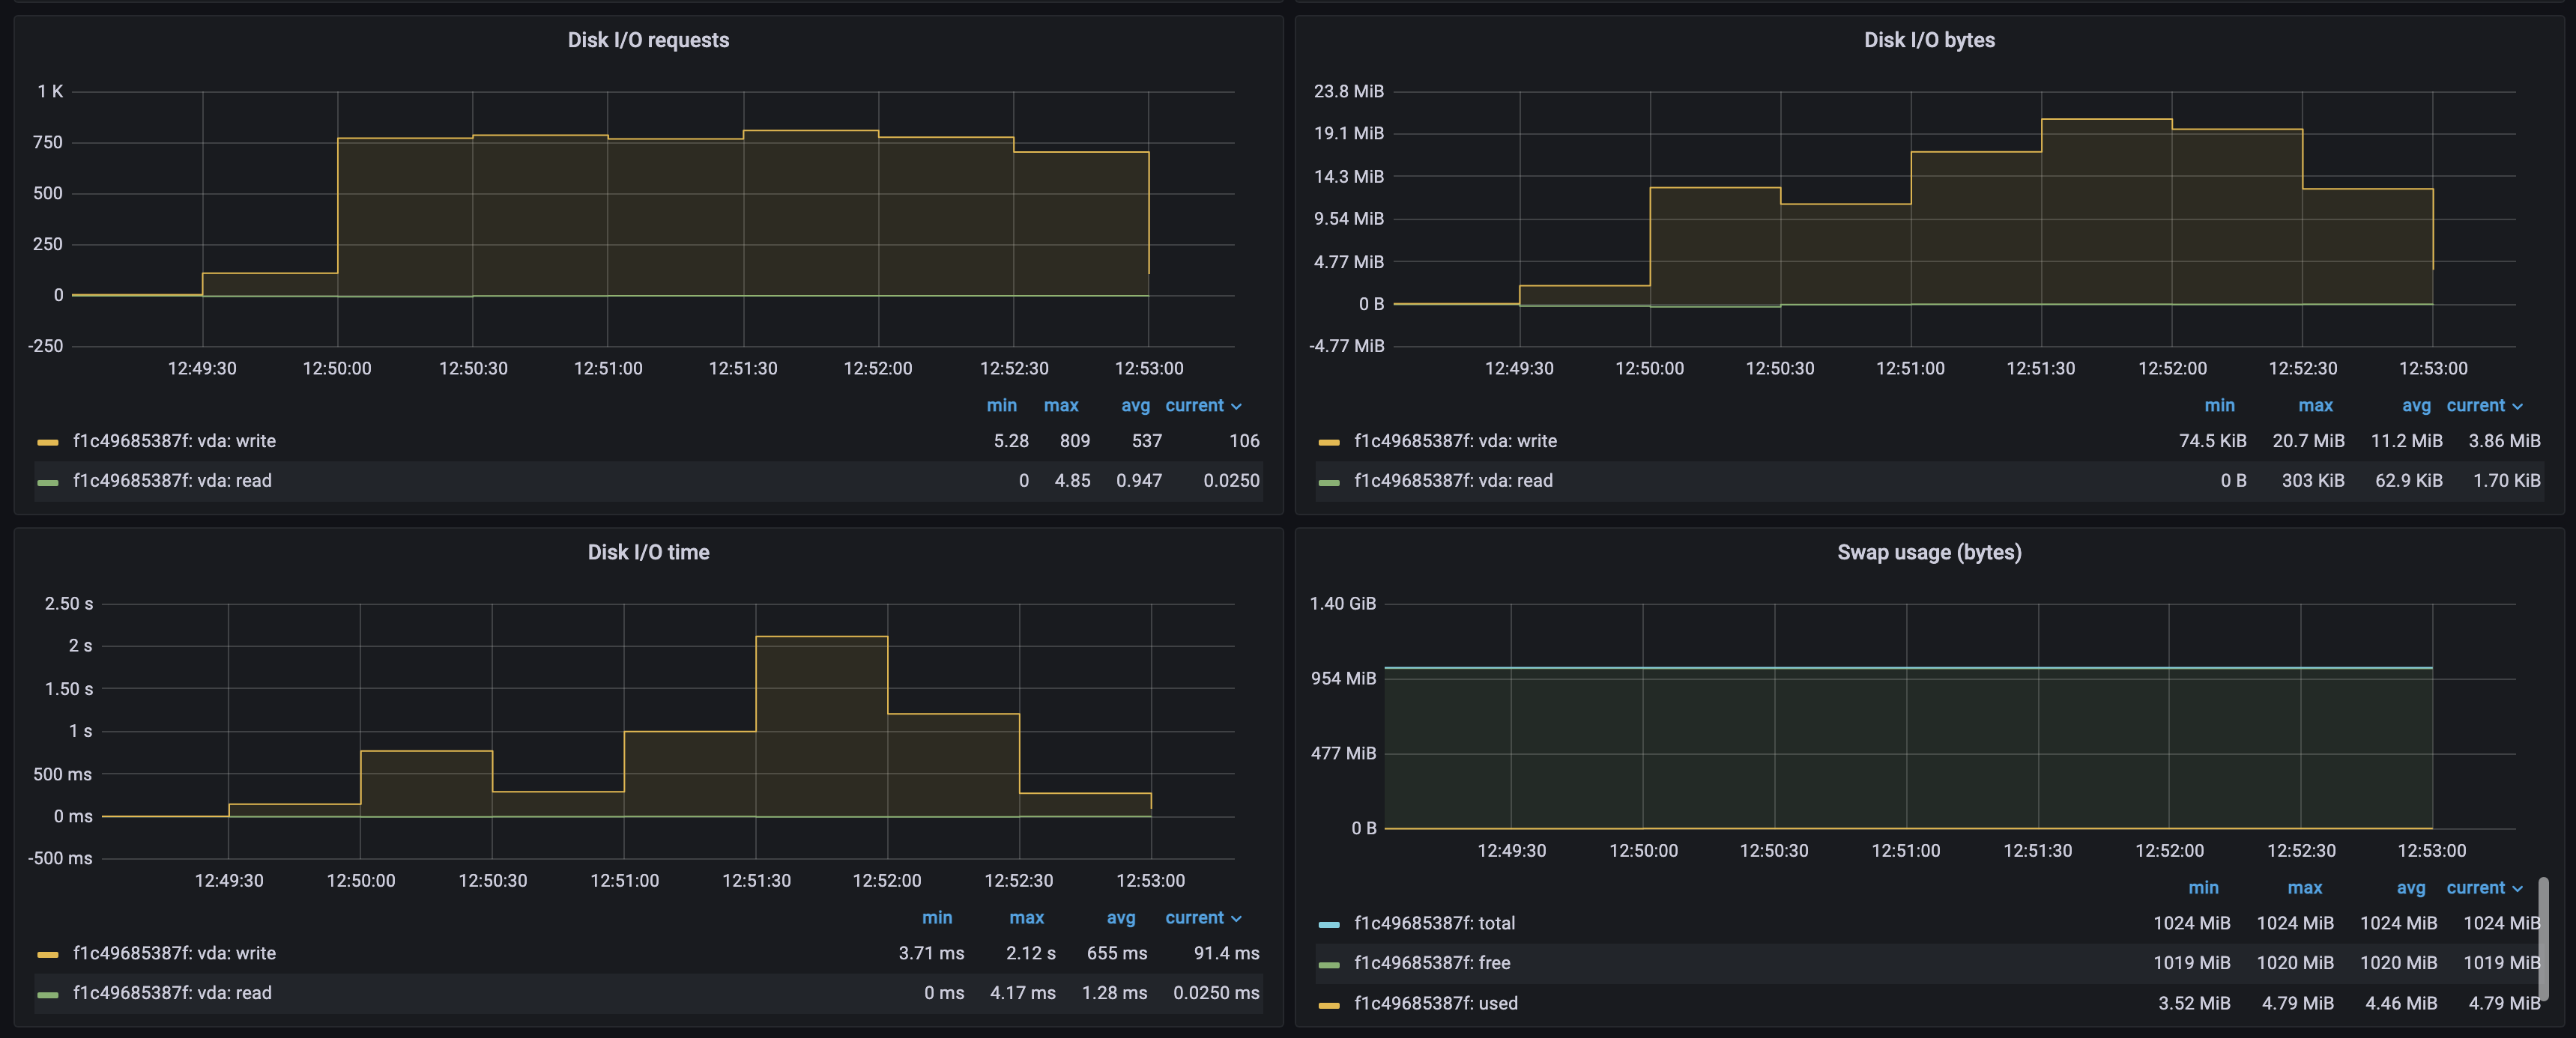 Disk I/O requests
1 K
750
500
250
0
-250
12:49:30 12:50:00 12:50:30 12:51:00 12:51:30 12:52:00 12:52:30 12:53:00
min max avg current
f1c49685387f: vda: write 5.28 809 537 106
f1c49685387f: vda: read 0 4.85 0.947 0.0250
Disk I/O bytes
23.8 MiB
19.1 MiB
14.3 MiB
9.54 MiB
4.77 MiB
0 B
-4.77 MiB
12:49:30 12:50:00 12:50:30 12:51:00 12:51:30 12:52:00 12:52:30 12:53:00
min max avg current
f1c49685387f: vda: write 74.5 KiB 20.7 MiB 11.2 MiB 3.86 MiB
f1c49685387f: vda: read 0 B 303 KiB 62.9 KiB 1.70 KiB
Disk I/O time
2.50 s
2 s
1.50 s
1 s
500 ms
0 ms
-500 ms
12:49:30 12:50:00 12:50:30 12:51:00 12:51:30 12:52:00 12:52:30 12:53:00
min max avg current
f1c49685387f: vda: write 3.71 ms 2.12 s 655 ms 91.4 ms
f1c49685387f: vda: read 0 ms 4.17 ms 1.28 ms 0.0250 ms
Swap usage (bytes)
1.40 GiB
954 MiB
477 MiB
0 B
12:49:30 12:50:00 12:50:30 12:51:00 12:51:30 12:52:00 12:52:30 12:53:00
min max avg current
f1c49685387f: total 1024 MiB 1024 MiB 1024 MiB 1024 MiB
f1c49685387f: free 1019 MiB 1020 MiB 1020 MiB 1019 MiB
f1c49685387f: used 3.52 MiB 4.79 MiB 4.46 MiB 4.79 MiB